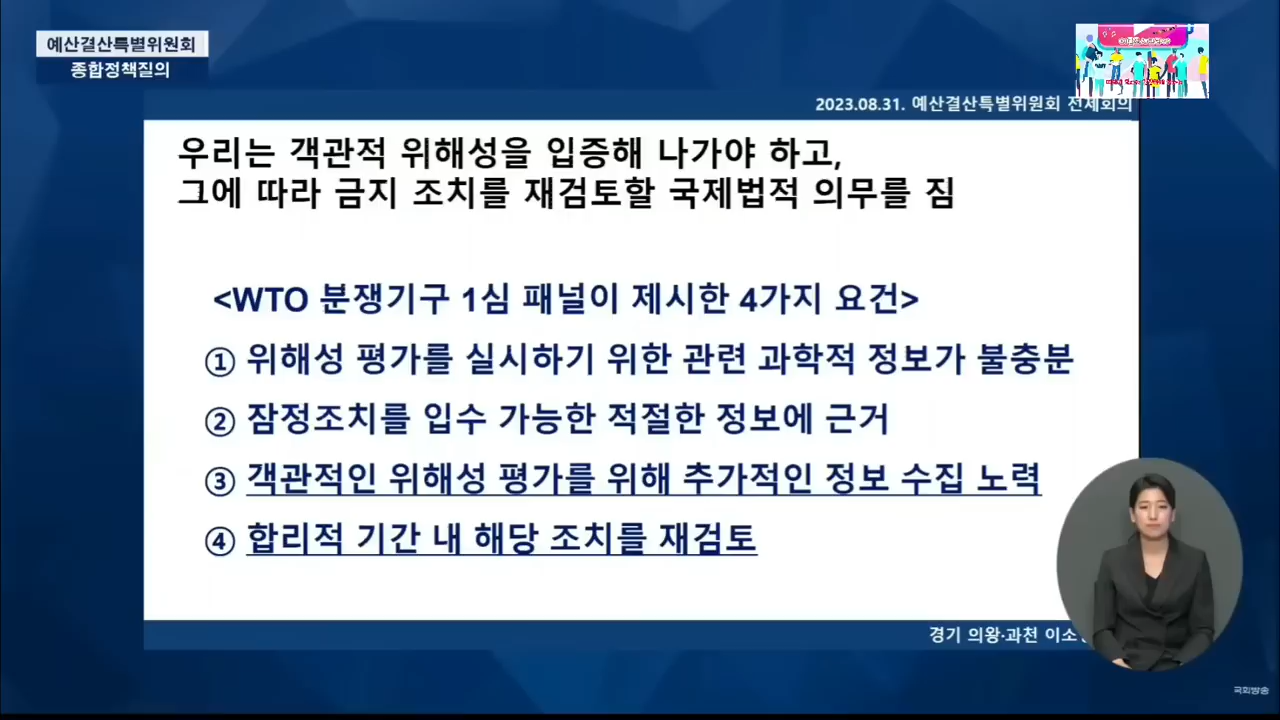 예산결산특별위원회
종합정책질의
2023.08.31. 예산결산특별위원회 전체회의
우리는 객관적 위해성을 입증해 나가야 하고,
그에 따라 금지 조치를 재검토할 국제법적 의무를 짐
<WTO 분쟁기구 1심 패널이 제시한 4가지 요건>
① 위해성 평가를 실시하기 위한 관련 과학적 정보가 불충분
② 잠정조치를 입수 가능한 적절한 정보에 근거
③ 객관적인 위해성 평가를 위해 추가적인 정보 수집 노력
④ 합리적 기간 내 해당 조치를 재검토
경기 의왕·과천 이소
국회방송